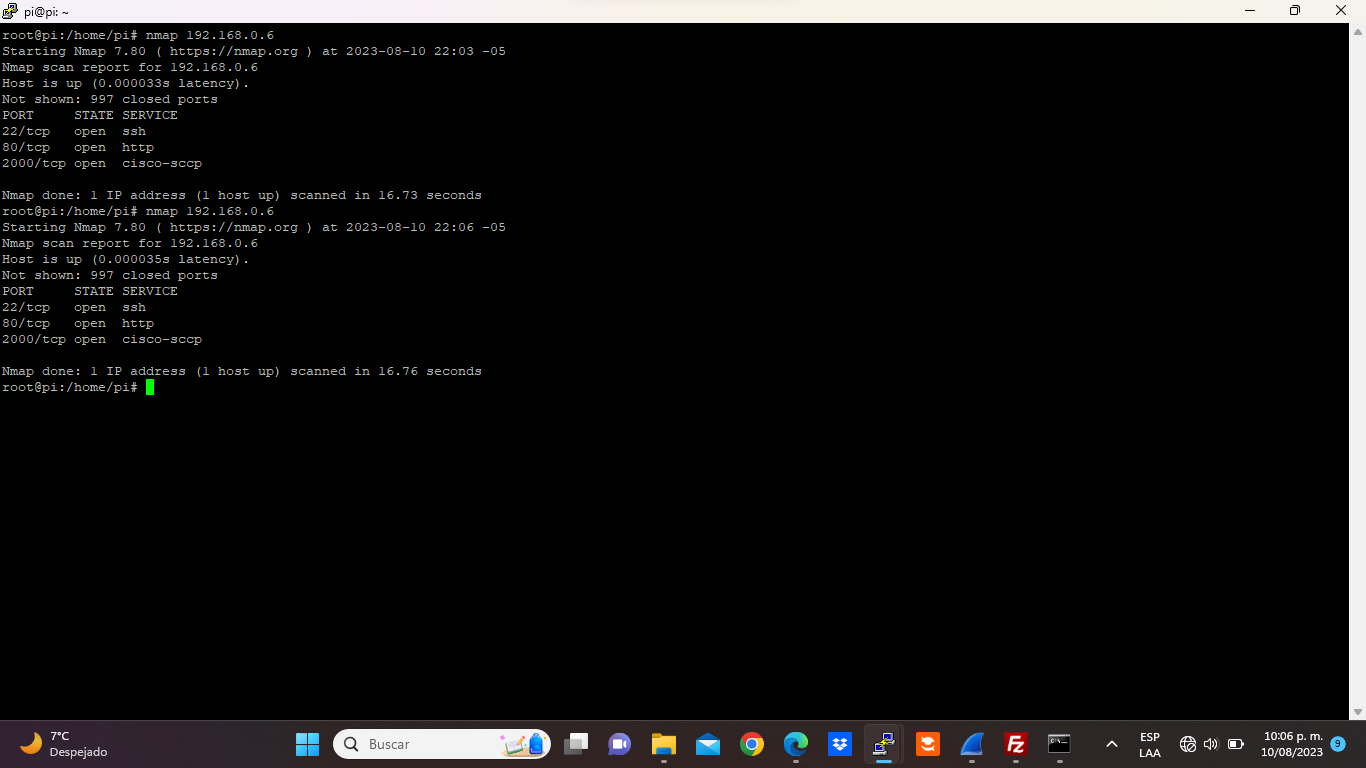 pi@pi: ~
root@pi:/home/pi# nmap 192.168.0.6
Starting Nmap 7.80 ( https://nmap.org ) at 2023-08-10 22:03 -05
Nmap scan report for 192.168.0.6
Host is up (0.000033s latency).
Not shown: 997 closed ports
PORT     STATE SERVICE
22/tcp   open  ssh
80/tcp   open  http
2000/tcp open  cisco-sccp
Nmap done: 1 IP address (1 host up) scanned in 16.73 seconds
root@pi:/home/pi# nmap 192.168.0.6
Starting Nmap 7.80 ( https://nmap.org ) at 2023-08-10 22:06 -05
Nmap scan report for 192.168.0.6
Host is up (0.000035s latency).
Not shown: 997 closed ports
PORT     STATE SERVICE
22/tcp   open  ssh
80/tcp   open  http
2000/tcp open  cisco-sccp
Nmap done: 1 IP address (1 host up) scanned in 16.76 seconds
root@pi:/home/pi#
7°C
Despejado
Buscar
Fz
ESP
LAA
10:06 p. m.
10/08/2023
9